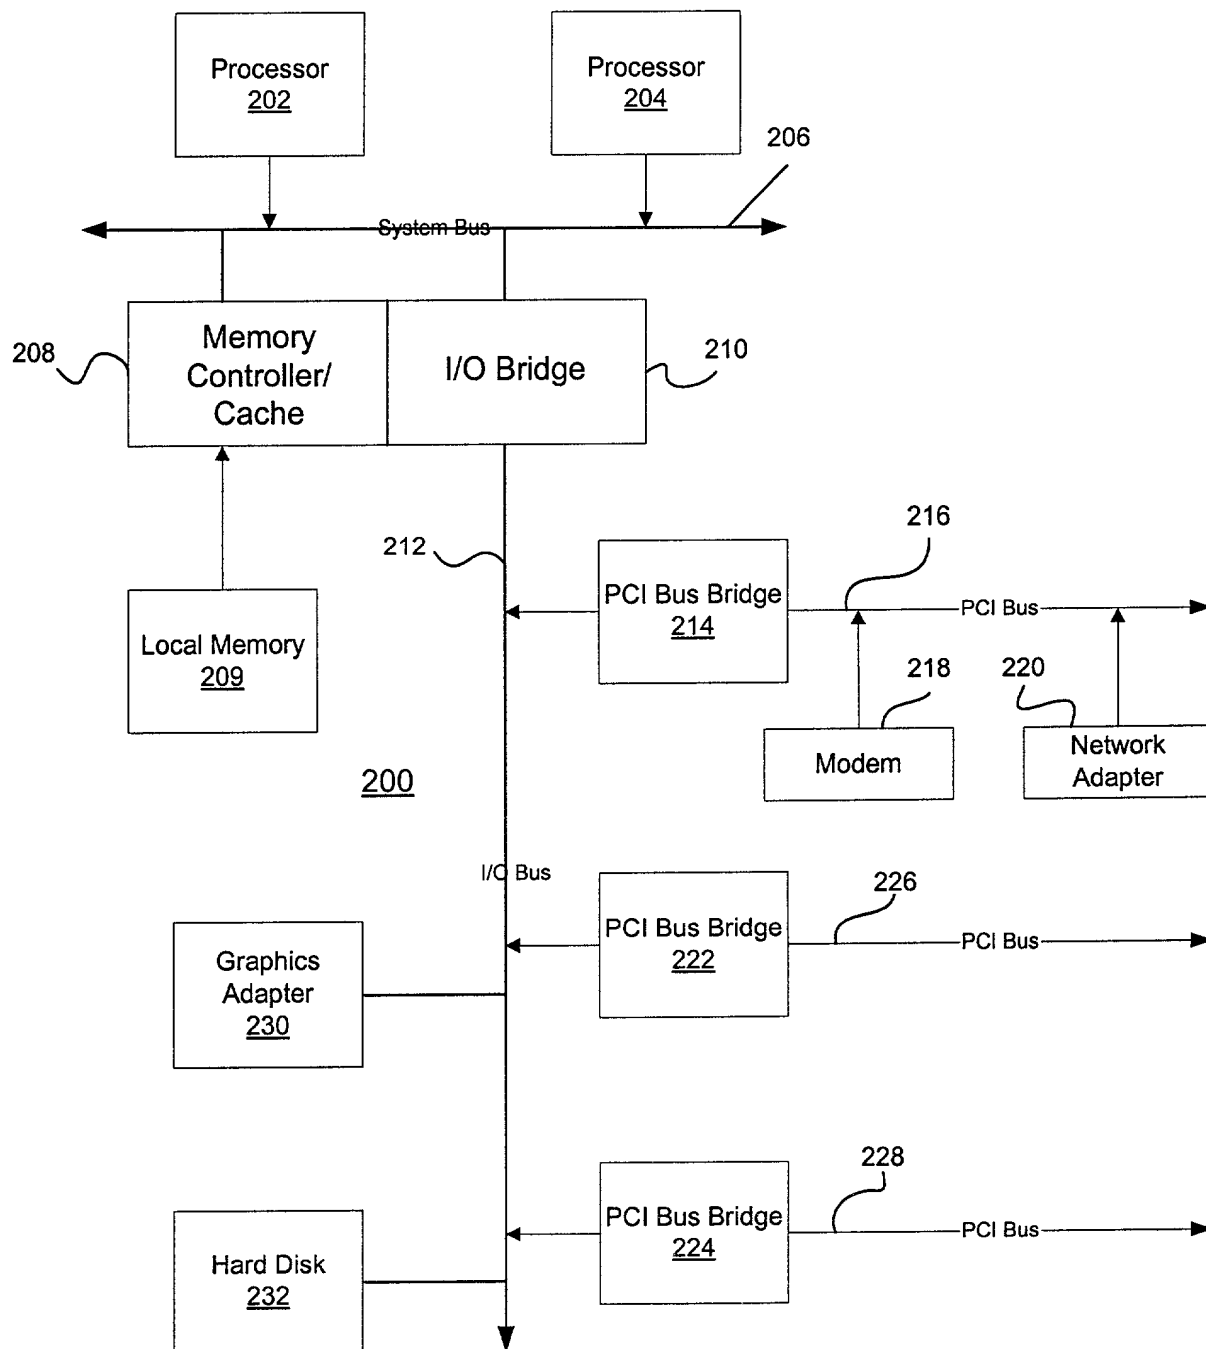 Processor
202
Processor
204
206
System Bus
208
Memory
Controller/
Cache
I/O Bridge
210
212
216
PCI Bus Bridge
214
PCI Bus
Local Memory
209
218
220
Modem
Network
Adapter
200
I/O Bus
226
PCI Bus Bridge
222
PCI Bus
Graphics
Adapter
230
228
PCI Bus Bridge
224
PCI Bus
Hard Disk
232